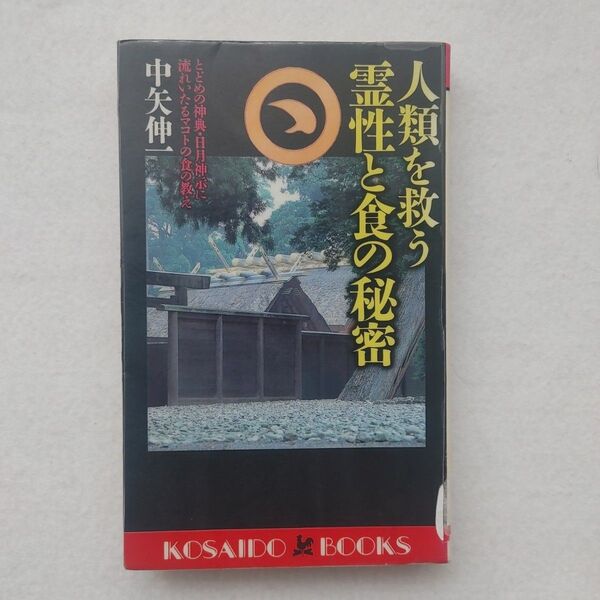 人類を救う
霊性と食の秘密
とどめの神典・日月神示に
流れいたるマコトの食の教え
中矢伸一
KOSAIDO BOOKS